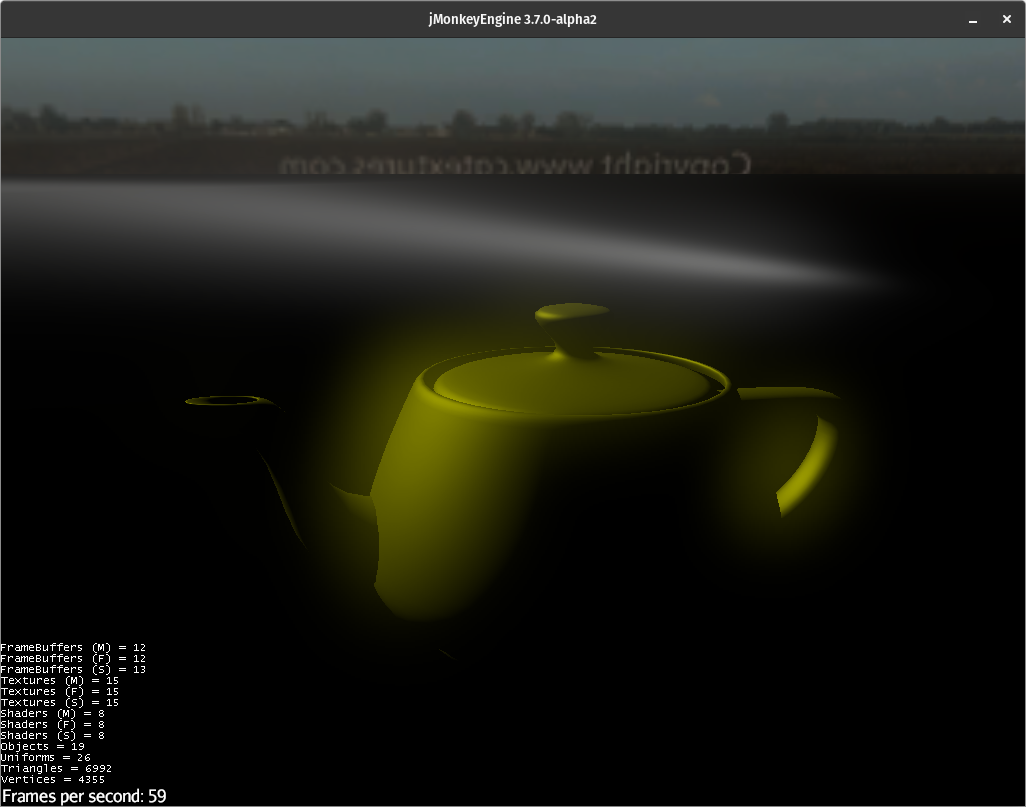 jMonkeyEngine 3.7.0-alpha2
Copyright www.cgtextures.com
FrameBuffers (M) = 12
FrameBuffers (F) = 12
FrameBuffers (S) = 13
Textures (M) = 15
Textures (F) = 15
Textures (S) = 15
Shaders (M) = 8
Shaders (F) = 8
Shaders (S) = 8
Objects = 19
Uniforms = 26
Triangles = 6992
Vertices = 4355
Frames per second: 59